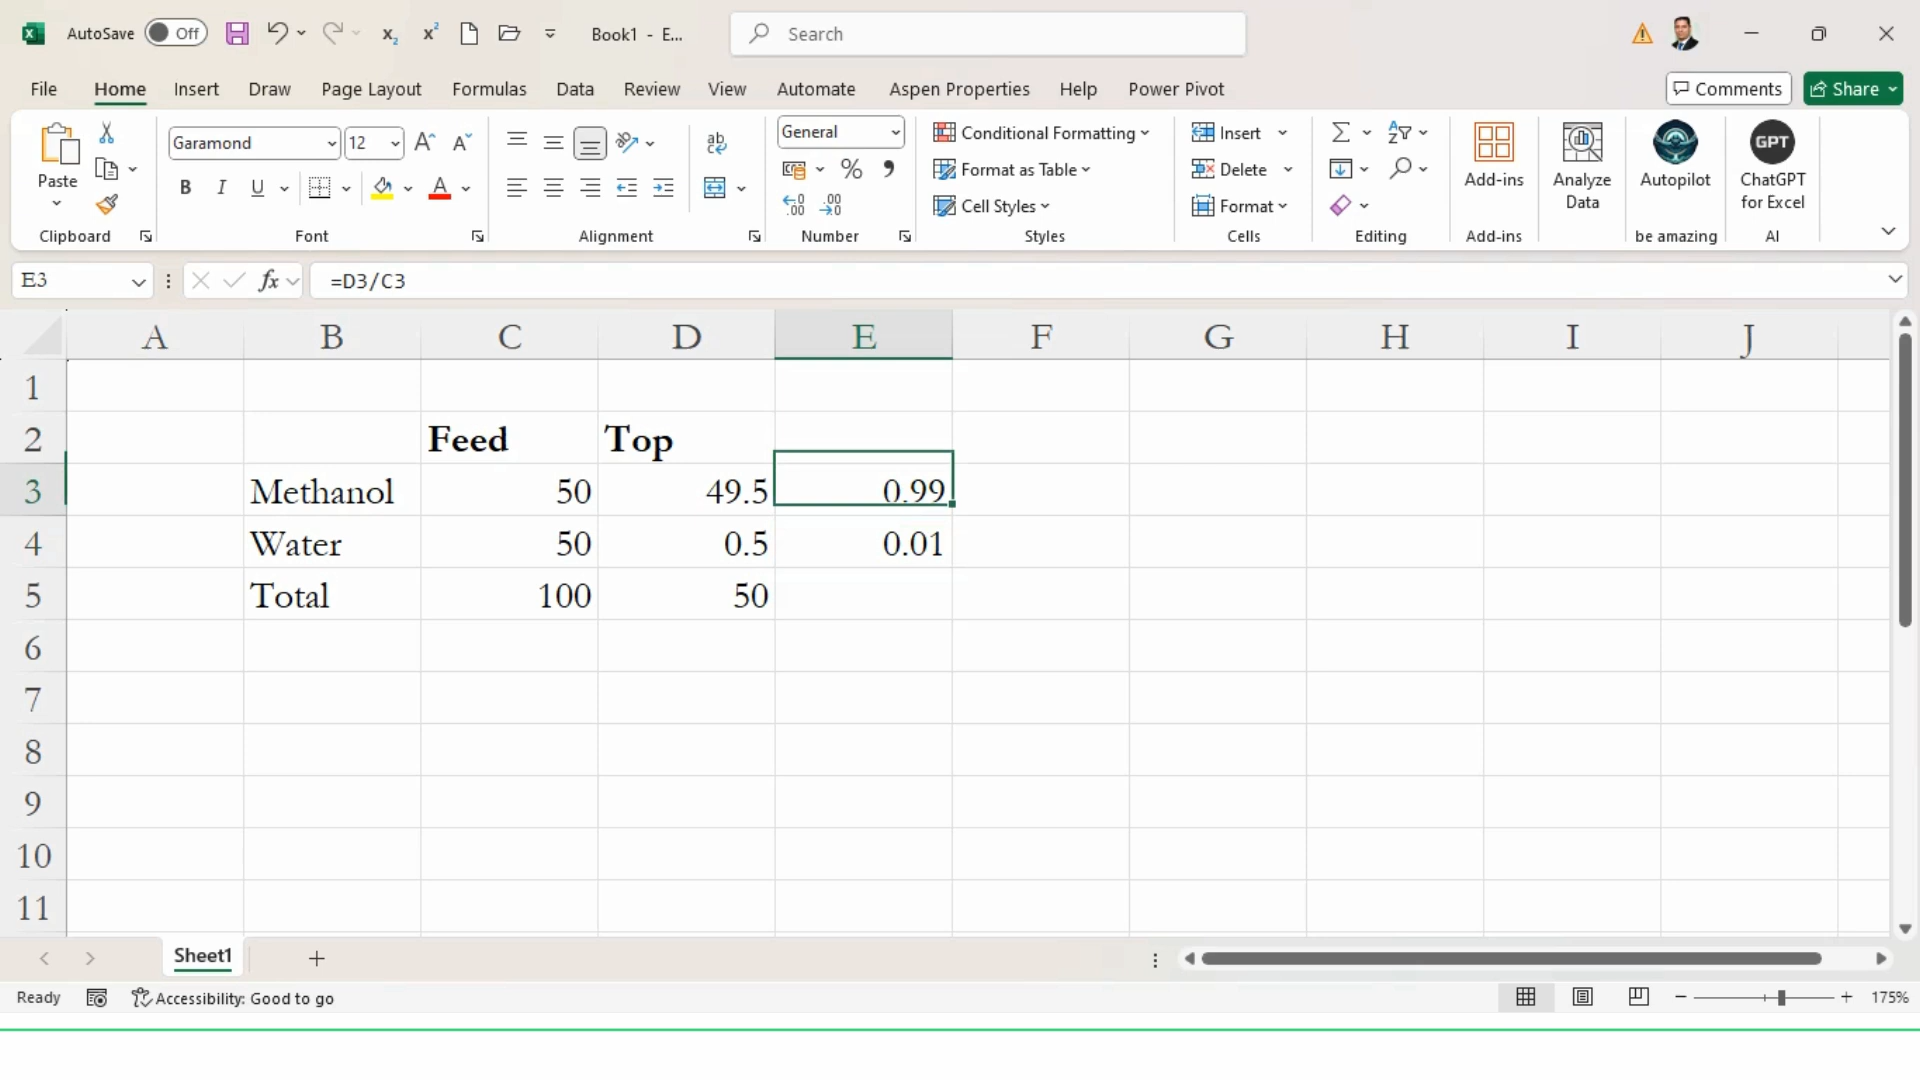 AutoSave Off Book1 - E... Search
File Home Insert Draw Page Layout Formulas Data Review View Automate Aspen Properties Help Power Pivot Comments Share
Paste
Garamond 12
ab
General
Conditional Formatting
Format as Table
Cell Styles
Insert
Delete
Format
Add-ins
Analyze
Data
Autopilot
GPT
ChatGPT
for Excel
Clipboard Font Alignment Number Styles Cells Editing Add-ins be amazing AI
E3 fx =D3/C3
A B C D E F G H I J
1
2 Feed Top
3 Methanol 50 49.5 0.99
4 Water 50 0.5 0.01
5 Total 100 50
6
7
8
9
10
11
Sheet1
Ready Accessibility: Good to go 175%